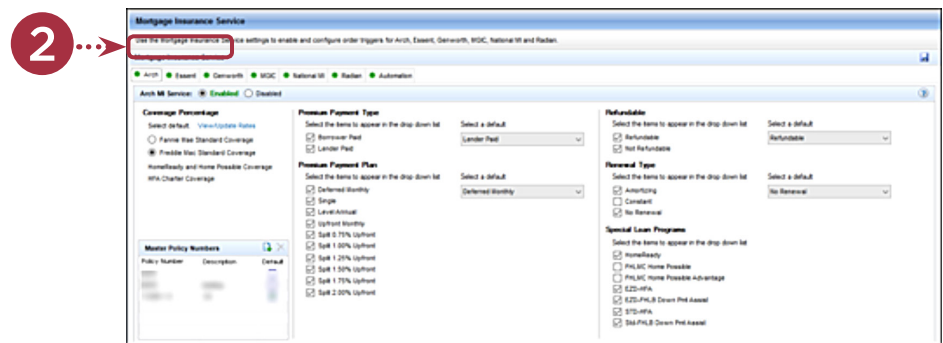 Mortgage Insurance Service
2
Use the Mortgage Insurance Service settings to enable and configure order triggers for Arch, Essent, Genworth, MGIC, National MI and Radian.
Mortgage Insurance Service
Arch Essent Genworth MGIC National MI Radian Automation
Arch MI Service: Enabled Disabled
Coverage Percentage
Select default View/Update Rates
Fannie Mae Standard Coverage
Freddie Mac Standard Coverage
HomeReady and Home Possible Coverage
HFA Charter Coverage
Master Policy Numbers
Policy Number Description Default
Premium Payment Type
Select the items to appear in the drop down list Select a default
Borrower Paid Lender Paid
Lender Paid
Premium Payment Plan
Select the items to appear in the drop down list Select a default
Deferred Monthly Deferred Monthly
Single
Level Annual
Upfront Monthly
Split 0.75% Upfront
Split 1.00% Upfront
Split 1.25% Upfront
Split 1.50% Upfront
Split 1.75% Upfront
Split 2.00% Upfront
Refundable
Select the items to appear in the drop down list Select a default
Refundable Refundable
Not Refundable
Renewal Type
Select the items to appear in the drop down list Select a default
Amortizing No Renewal
Constant
No Renewal
Special Loan Programs
Select the items to appear in the drop down list
HomeReady
FHLMC Home Possible
FHLMC Home Possible Advantage
EZD-HFA
EZD-FHLB Down Pmt Assist
STD-HFA
Std-FHLB Down Pmt Assist